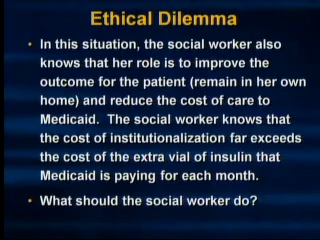 Ethical Dilemma
• In this situation, the social worker also
knows that her role is to improve the
outcome for the patient (remain in her own
home) and reduce the cost of care to
Medicaid. The social worker knows that
the cost of institutionalization far exceeds
the cost of the extra vial of insulin that
Medicaid is paying for each month.
• What should the social worker do?